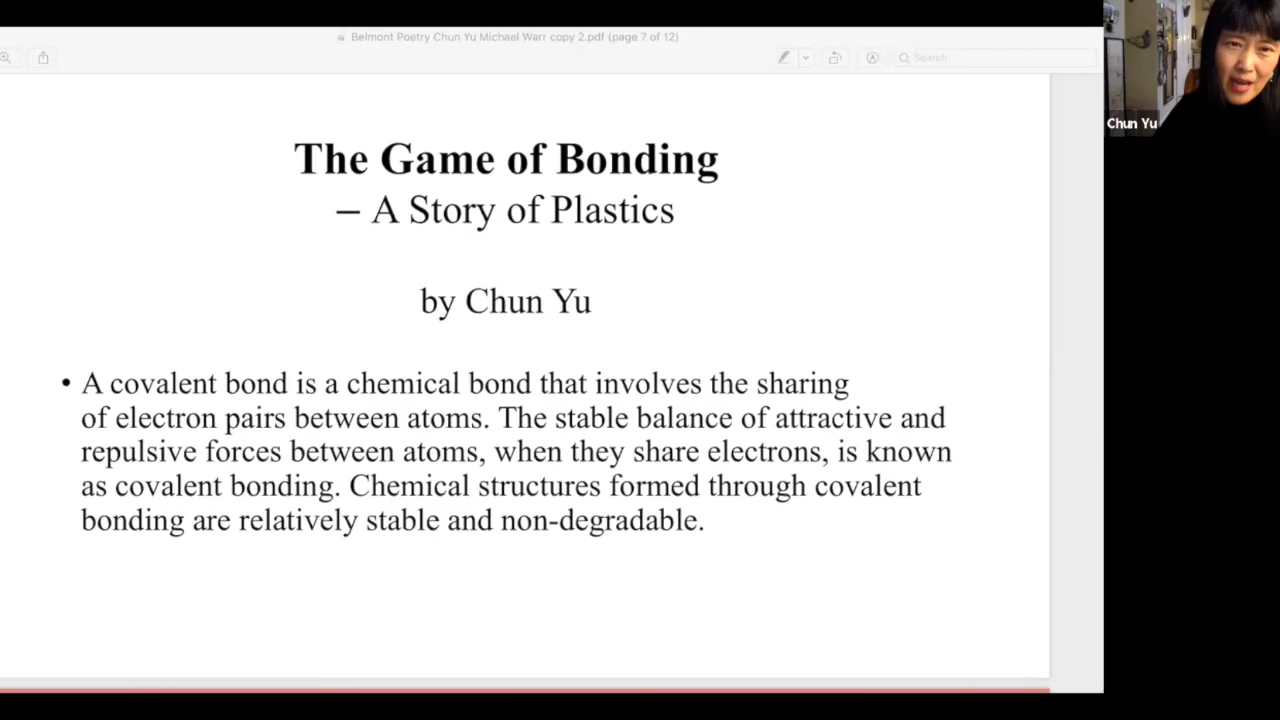 Belmont Poetry Chun Yu Michael Warr copy 2.pdf (page 7 of 12)
Search
Chun Yu
The Game of Bonding
– A Story of Plastics
by Chun Yu
• A covalent bond is a chemical bond that involves the sharing
of electron pairs between atoms. The stable balance of attractive and
repulsive forces between atoms, when they share electrons, is known
as covalent bonding. Chemical structures formed through covalent
bonding are relatively stable and non-degradable.